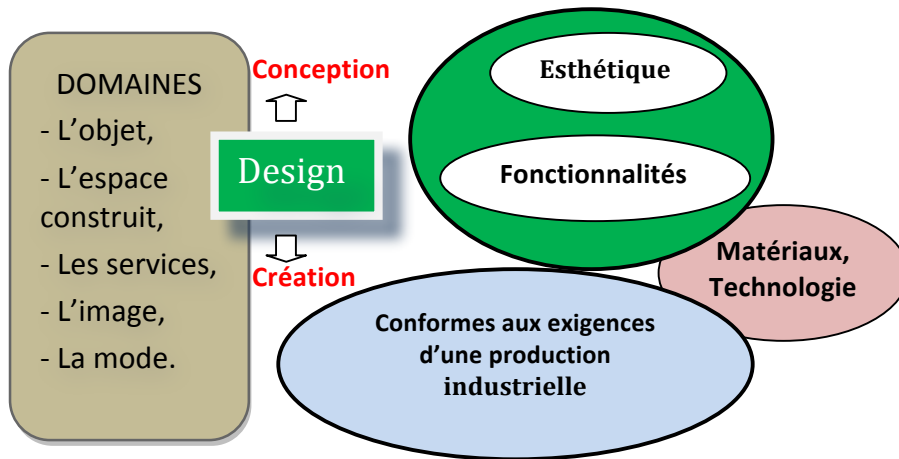 DOMAINES
- L’objet,
- L’espace
construit,
- Les services,
- L’image,
- La mode.
Conception
Design
Création
Esthétique
Fonctionnalités
Matériaux,
Technologie
Conformes aux exigences
d’une production
industrielle